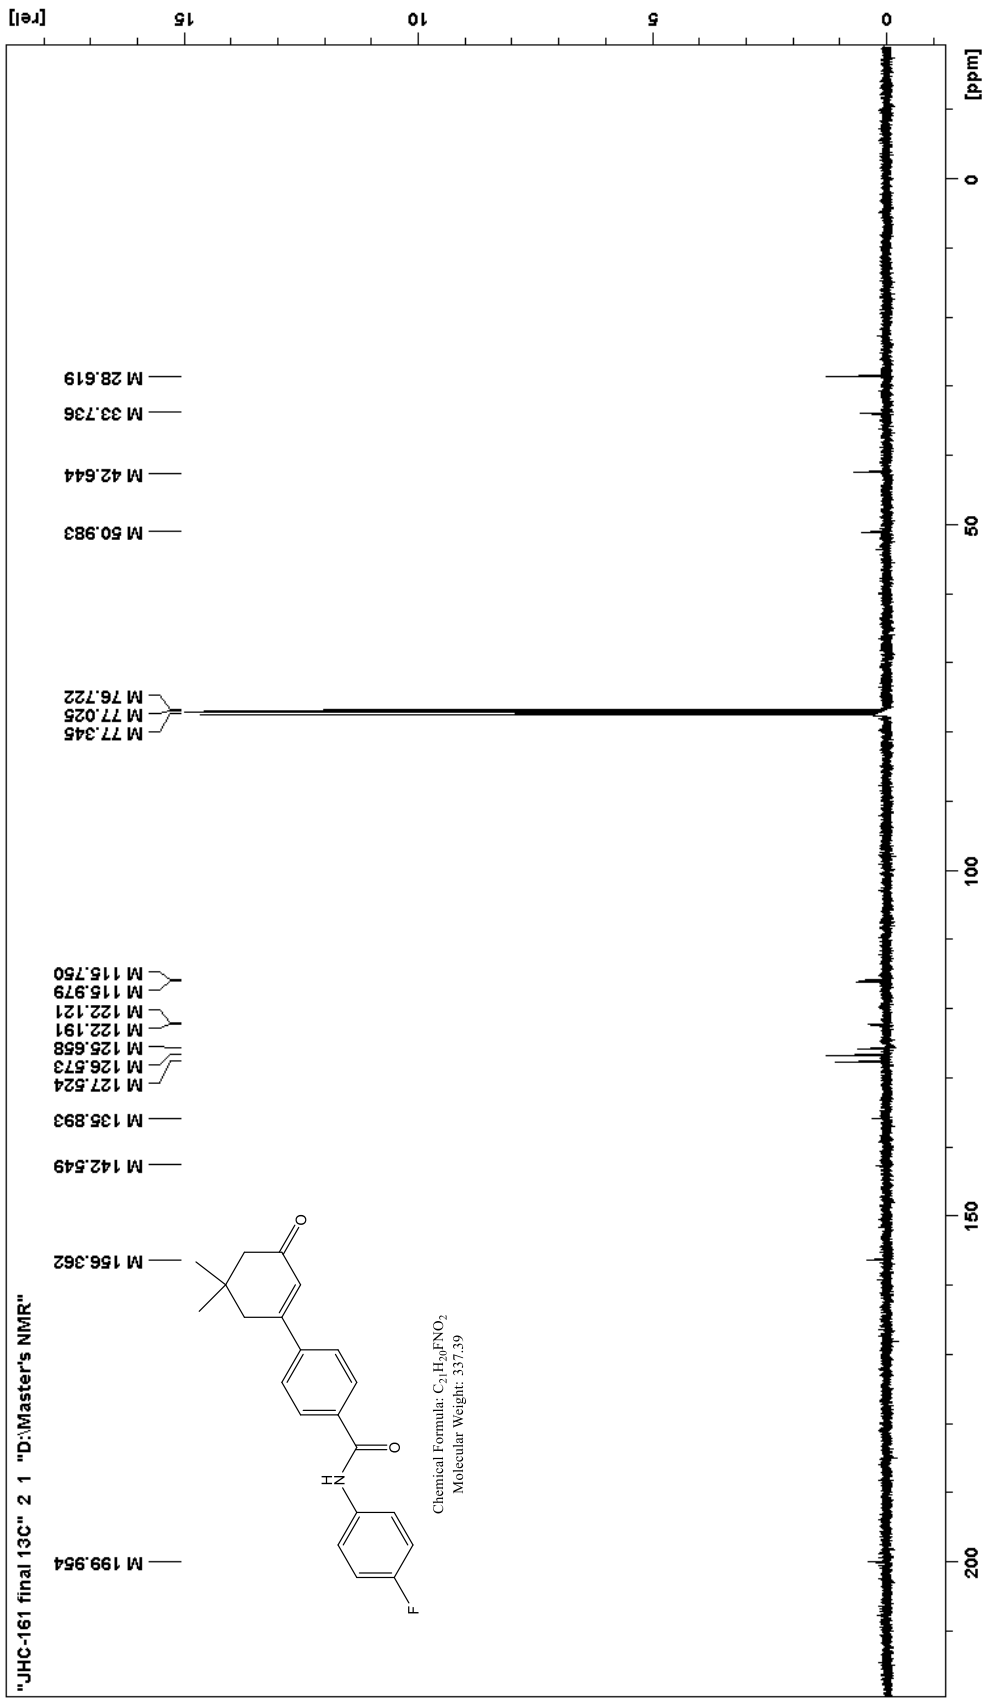 "JHC-161 final 13C" 2 1 "D:\Master's NMR"
M 199.954
M 156.362
M 142.549
M 135.893
M 127.524
M 126.573
M 125.658
M 122.191
M 122.121
M 115.979
M 115.750
M 77.345
M 77.025
M 76.722
M 50.983
M 42.644
M 33.736
M 28.619
[rel]
15
10
5
0
F
H
N
O
O
Chemical Formula: C₂₁H₂₀FNO₂
Molecular Weight: 337.39
200
150
100
50
0
[ppm]